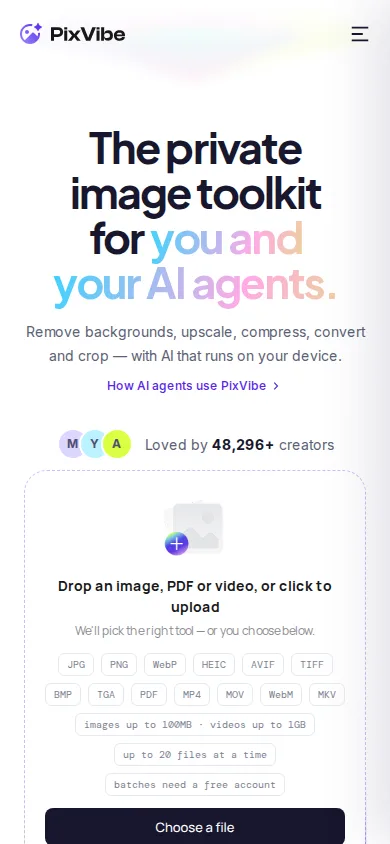 PixVibe
The private
image toolkit
for you and
your AI agents.
Remove backgrounds, upscale, compress, convert
and crop — with AI that runs on your device.
How AI agents use PixVibe
M Y A Loved by 48,296+ creators
Drop an image, PDF or video, or click to
upload
We'll pick the right tool — or you choose below.
JPG PNG WebP HEIC AVIF TIFF
BMP TGA PDF MP4 MOV WebM MKV
images up to 100MB · videos up to 1GB
up to 20 files at a time
batches need a free account
Choose a file